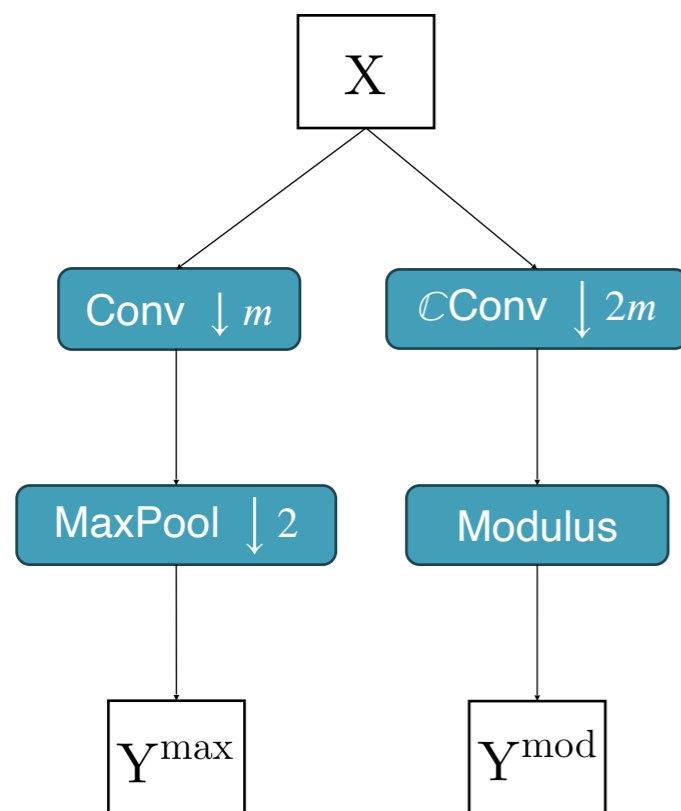 X
Conv ↓ m
ℂConv ↓ 2m
MaxPool ↓ 2
Modulus
Y^max
Y^mod